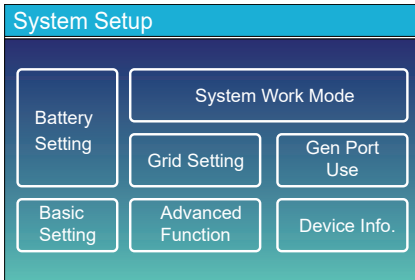 System Setup
Battery
Setting
System Work Mode
Grid Setting
Gen Port
Use
Basic
Setting
Advanced
Function
Device Info.